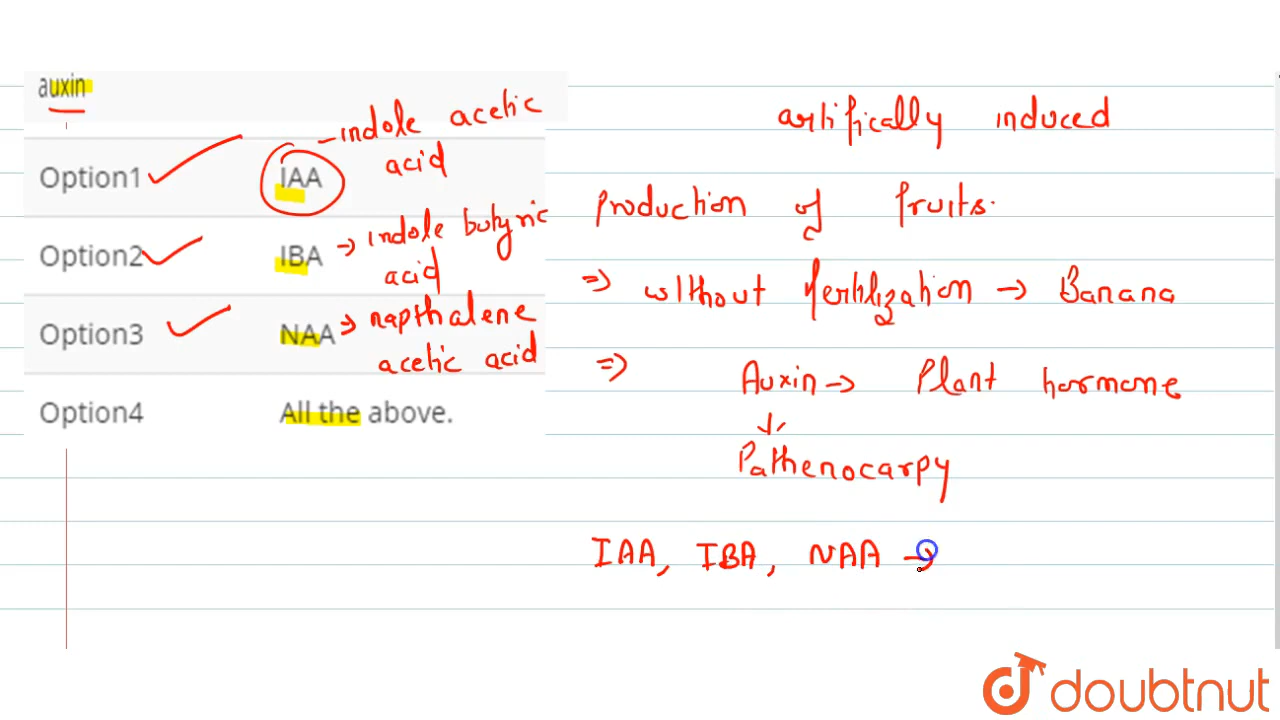 auxin
Option1 IAA – indole acetic acid
Option2 IBA → indole butyric acid
Option3 NAA → napthalene acetic acid
Option4 All the above.
artifically induced
production of fruits.
⇒ without fertilization → Banana
⇒ Auxin → Plant hormone
↓
Pathenocarpy
IAA, IBA, NAA →
doubtnut